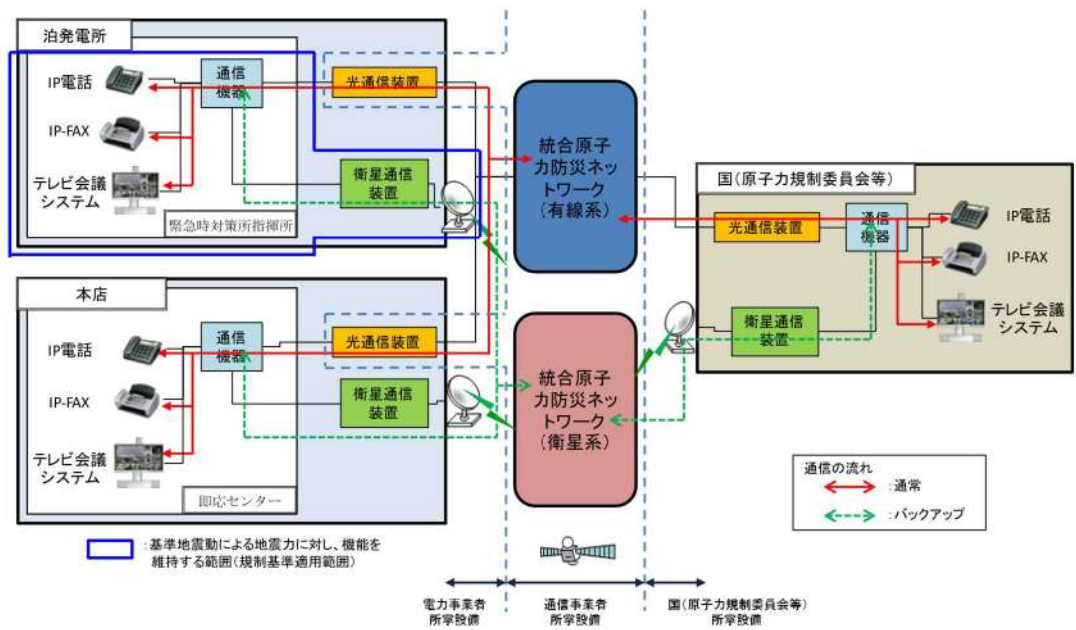 泊発電所
IP電話
IP-FAX
テレビ会議
システム
通信
機器
光通信装置
衛星通信
装置
緊急時対策所指揮所
本店
IP電話
IP-FAX
テレビ会議
システム
通信
機器
光通信装置
衛星通信
装置
即応センター
統合原子
力防災ネッ
トワーク
(有線系)
統合原子
力防災ネッ
トワーク
(衛星系)
国(原子力規制委員会等)
光通信装置
通信
機器
衛星通信
装置
IP電話
IP-FAX
テレビ会議
システム
通信の流れ
:通常
:バックアップ
:基準地震動による地震力に対し、機能を
維持する範囲(規制基準適用範囲)
電力事業者
所掌設備
通信事業者
所掌設備
国(原子力規制委員会等)
所掌設備